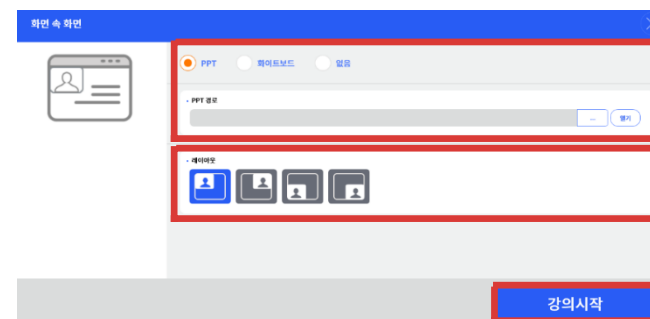 화면 속 화면
PPT 화이트보드 없음
- PPT 경로
... 열기
- 레이아웃
강의시작